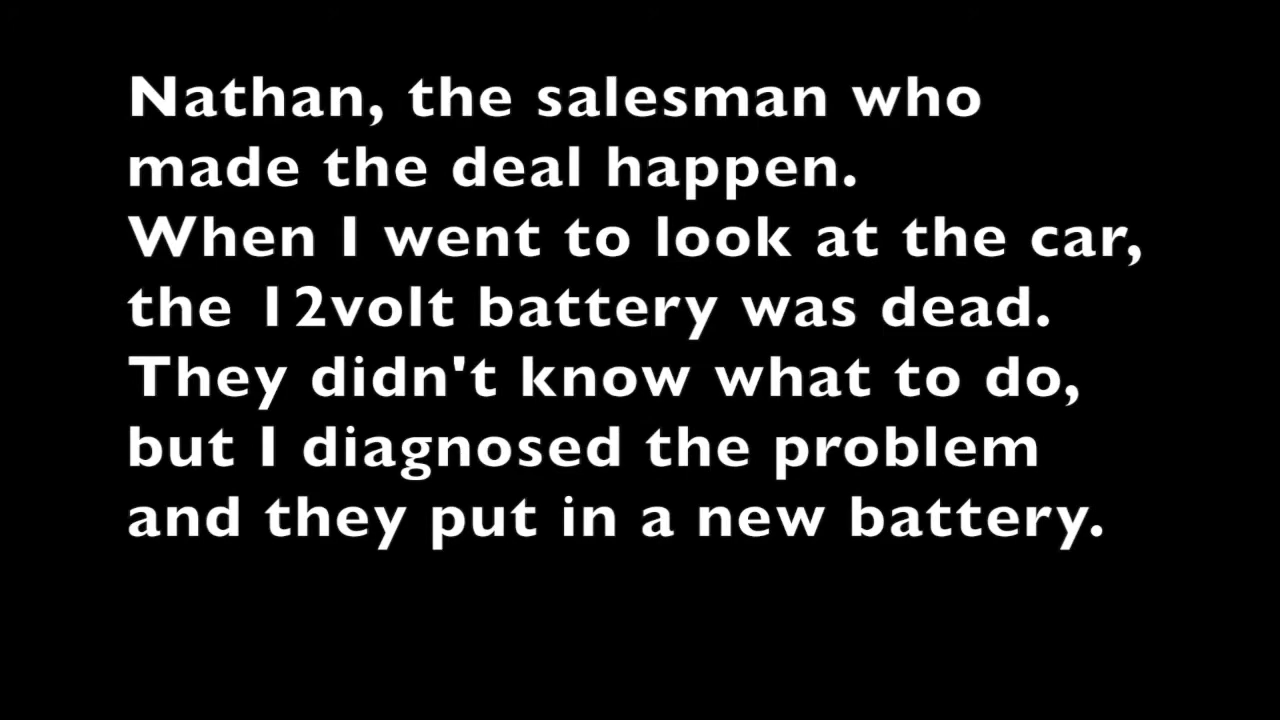 Nathan, the salesman who
made the deal happen.
When I went to look at the car,
the 12volt battery was dead.
They didn't know what to do,
but I diagnosed the problem
and they put in a new battery.